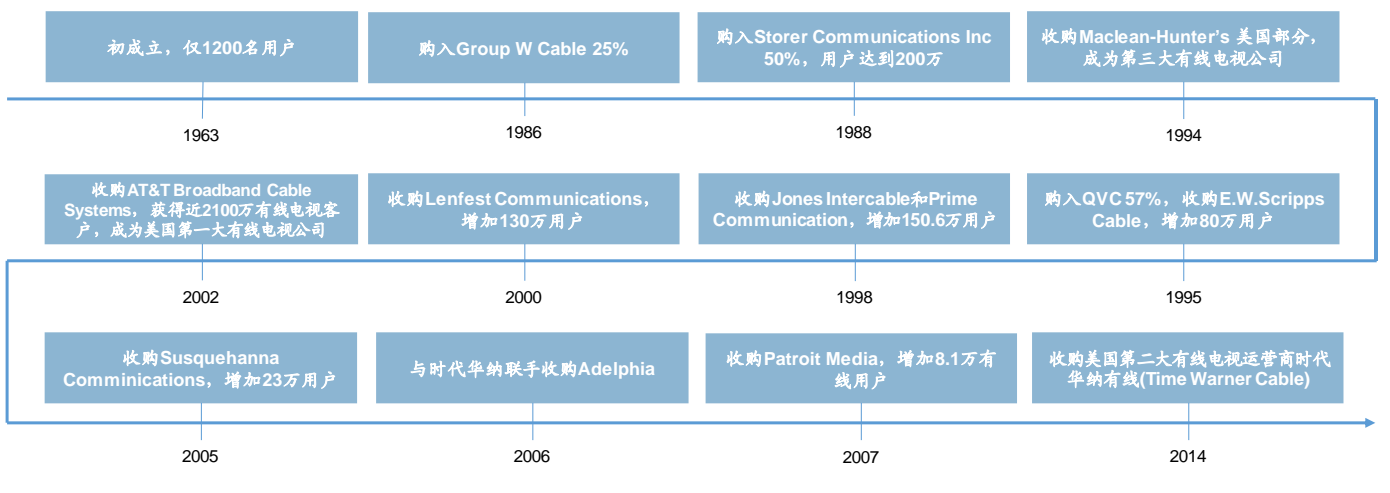 初成立，仅1200名用户
购入Group W Cable 25%
购入Storer Communications Inc
50%，用户达到200万
收购Maclean-Hunter's 美国部分，
成为第三大有线电视公司
1963
1986
1988
1994
收购AT&T Broadband Cable
Systems，获得近2100万有线电视客
户，成为美国第一大有线电视公司
收购Lenfest Communications，
增加130万用户
收购Jones Intercable和Prime
Communication，增加150.6万用户
购入QVC 57%，收购E.W.Scripps
Cable，增加80万用户
2002
2000
1998
1995
收购Susquehanna
Comminications，增加23万用户
与时代华纳联手收购Adelphia
收购Patroit Media，增加8.1万有
线用户
收购美国第二大有线电视运营商时代
华纳有线(Time Warner Cable)
2005
2006
2007
2014